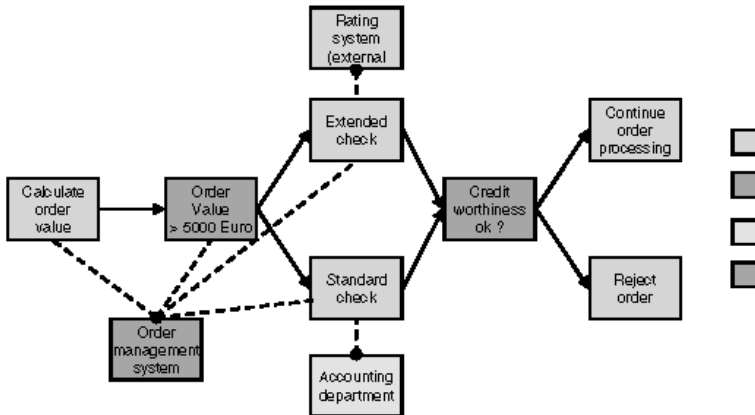 Rating
system
(external
Extended
check
Continue
order
processing
Calculate
order
value
Order
Value
> 5000 Euro
Credit
worthiness
ok ?
Standard
check
Reject
order
Order
management
system
Accounting
department